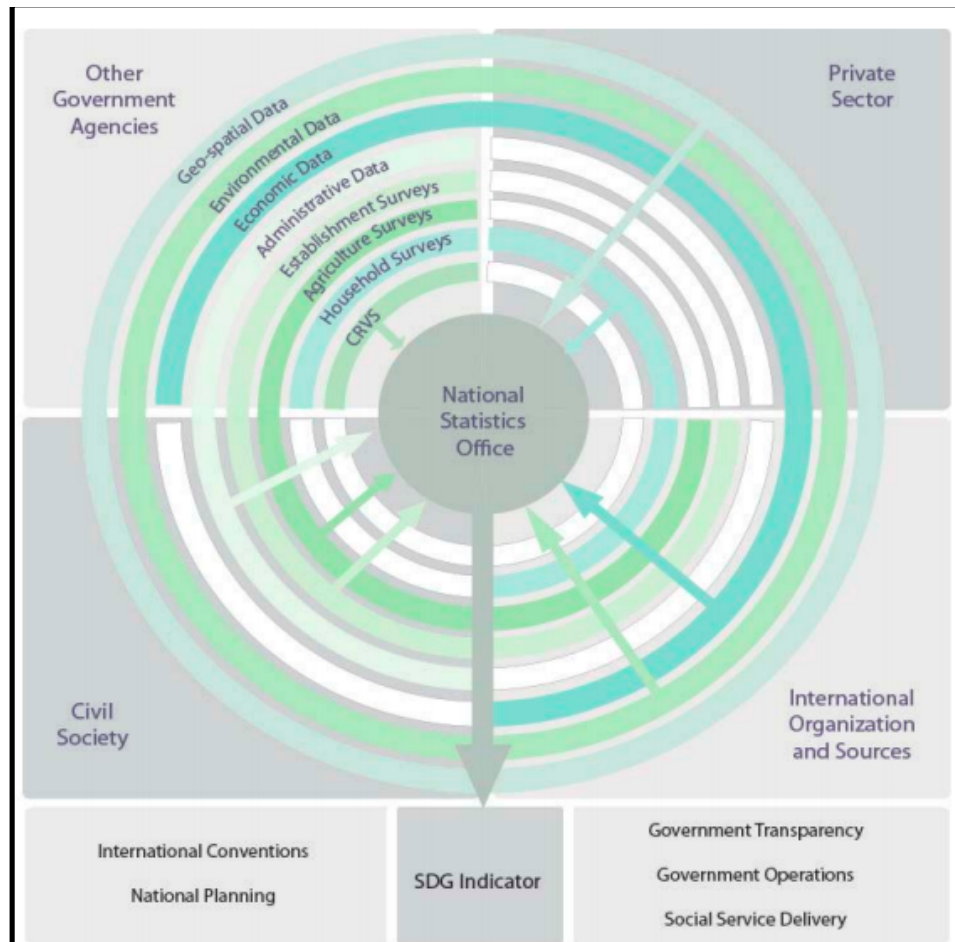 Other
Government
Agencies
Private
Sector
Geo-spatial Data
Environmental Data
Economic Data
Administrative Data
Establishment Surveys
Agriculture Surveys
Household Surveys
CRVS
National
Statistics
Office
Civil
Society
International
Organization
and Sources
International Conventions
National Planning
SDG Indicator
Government Transparency
Government Operations
Social Service Delivery